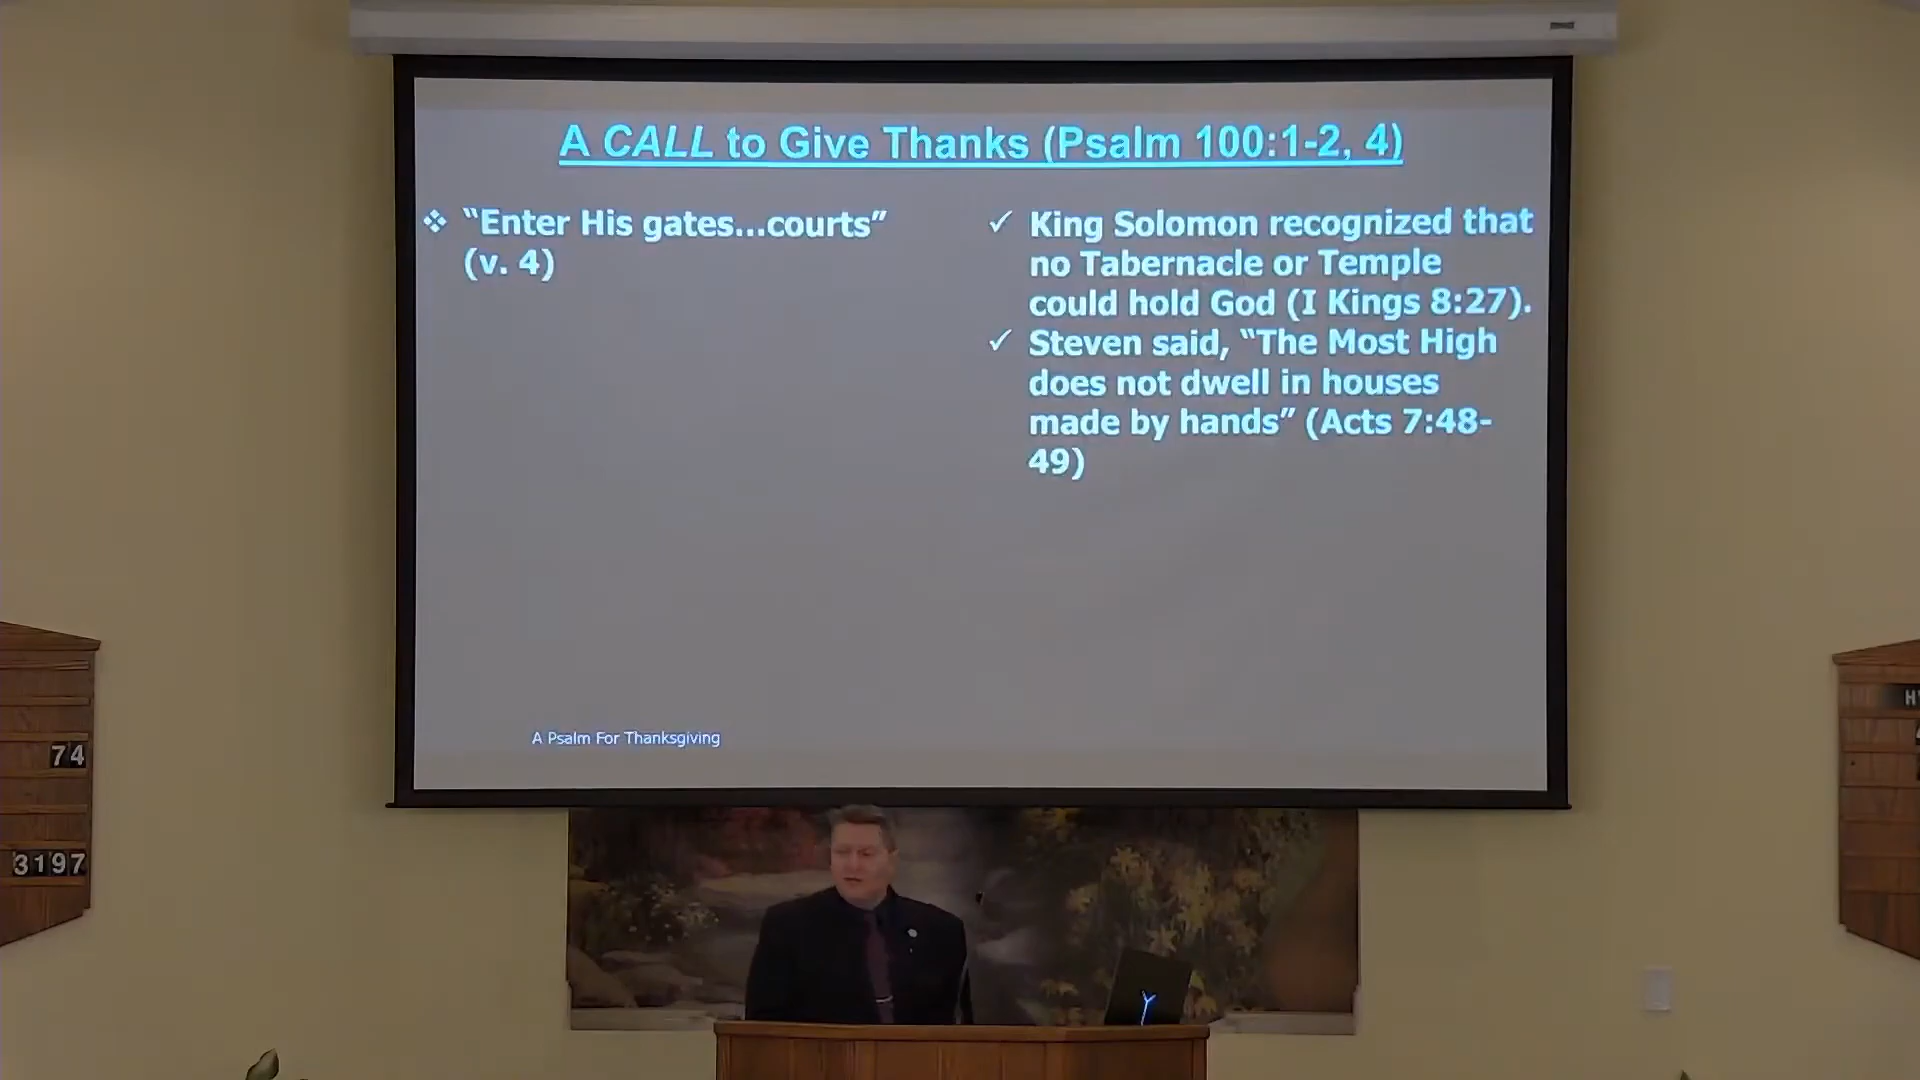 A CALL to Give Thanks (Psalm 100:1-2, 4)
❖ “Enter His gates...courts”
(v. 4)
✓ King Solomon recognized that
no Tabernacle or Temple
could hold God (I Kings 8:27).
✓ Steven said, “The Most High
does not dwell in houses
made by hands” (Acts 7:48-
49)
A Psalm For Thanksgiving
74
3197